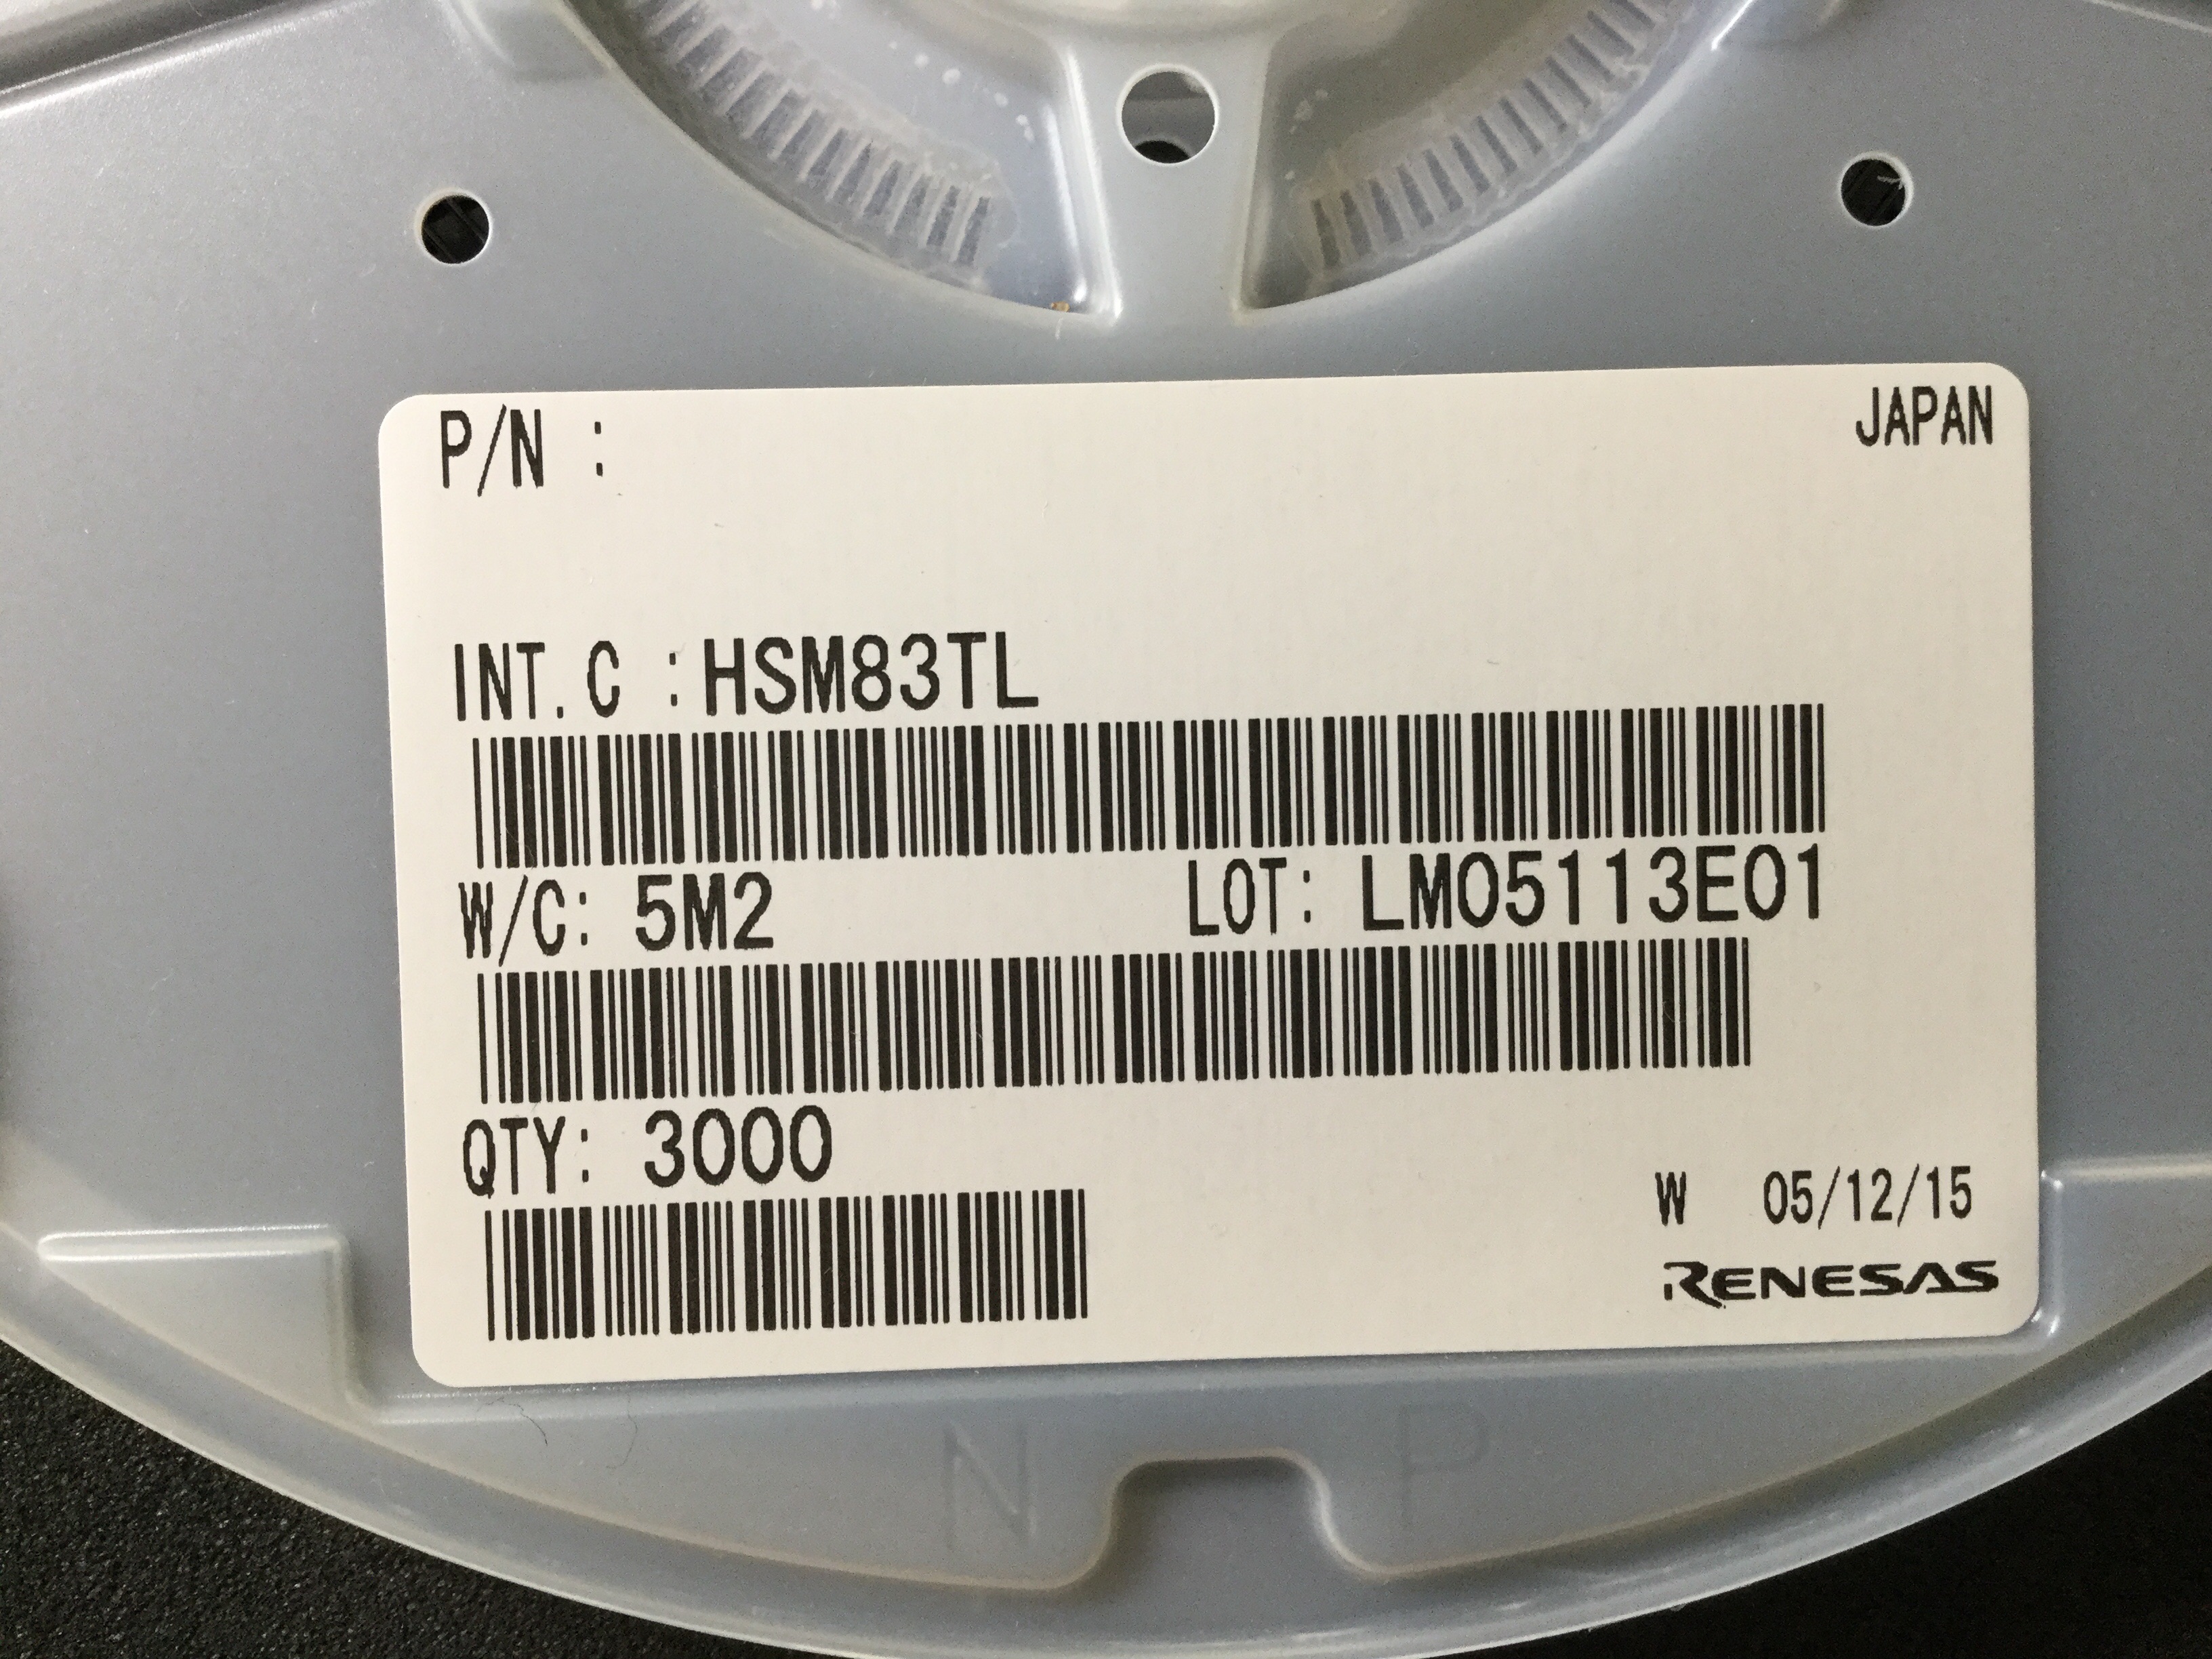 P/N : JAPAN
INT.C :HSM83TL
W/C: 5M2 LOT: LM05113E01
QTY: 3000
W 05/12/15
RENESAS
N P